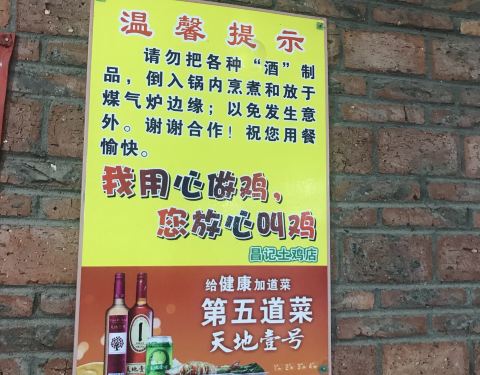 温馨提示
请勿把各种“酒”制
品，倒入锅内烹煮和放于
煤气炉边缘；以免发生意
外。谢谢合作！祝您用餐
愉快。
我用心做鸡，
您放心叫鸡
昌记土鸡店
给健康加道菜
第五道菜
天地壹号